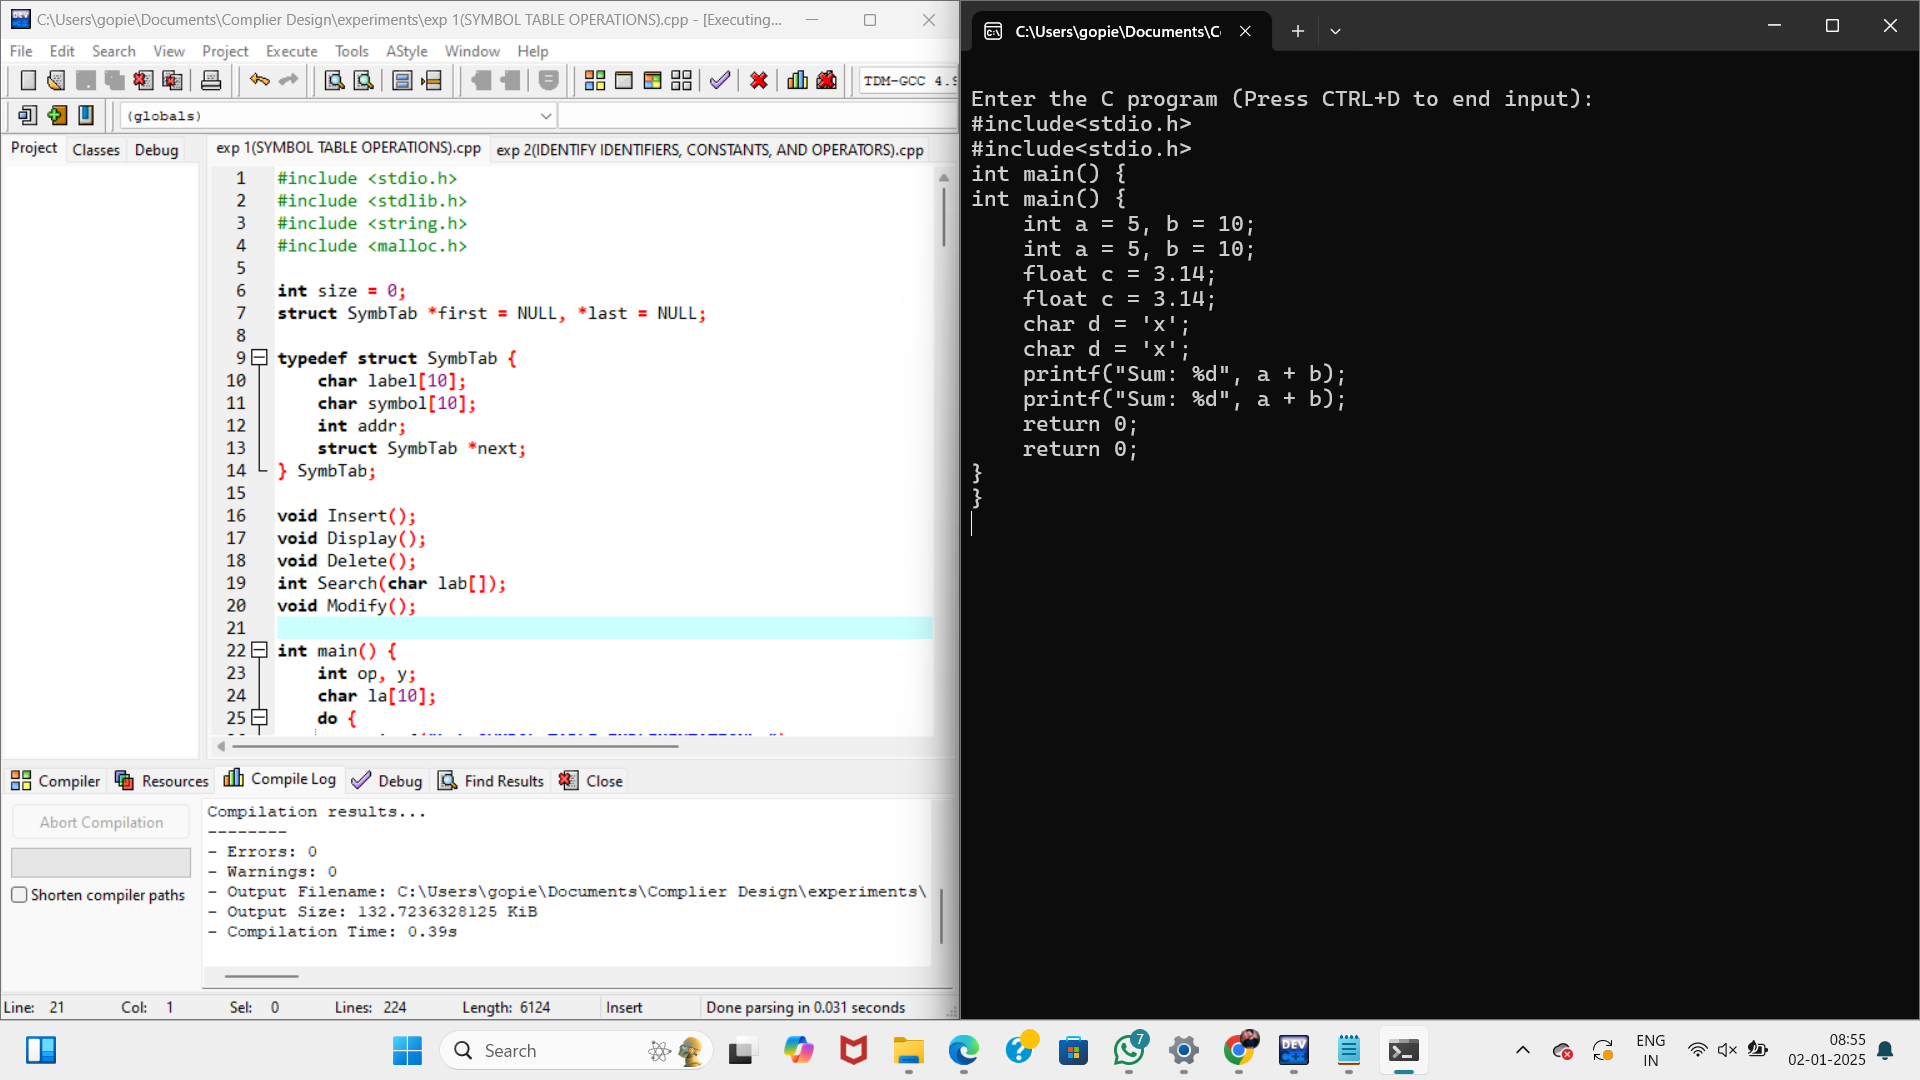 C:\Users\gopie\Documents\Complier Design\experiments\exp 1(SYMBOL TABLE OPERATIONS).cpp - [Executing...
File Edit Search View Project Execute Tools AStyle Window Help
TDM-GCC 4.9
(globals)
Project Classes Debug
exp 1(SYMBOL TABLE OPERATIONS).cpp exp 2(IDENTIFY IDENTIFIERS, CONSTANTS, AND OPERATORS).cpp
1 #include <stdio.h>
2 #include <stdlib.h>
3 #include <string.h>
4 #include <malloc.h>
5
6 int size = 0;
7 struct SymbTab *first = NULL, *last = NULL;
8
9 typedef struct SymbTab {
10 char label[10];
11 char symbol[10];
12 int addr;
13 struct SymbTab *next;
14 } SymbTab;
15
16 void Insert();
17 void Display();
18 void Delete();
19 int Search(char lab[]);
20 void Modify();
21
22 int main() {
23 int op, y;
24 char la[10];
25 do {
Compiler Resources Compile Log Debug Find Results Close
Abort Compilation
Shorten compiler paths
Compilation results...
--------
- Errors: 0
- Warnings: 0
- Output Filename: C:\Users\gopie\Documents\Complier Design\experiments\
- Output Size: 132.7236328125 KiB
- Compilation Time: 0.39s
Line: 21 Col: 1 Sel: 0 Lines: 224 Length: 6124 Insert Done parsing in 0.031 seconds
C:\Users\gopie\Documents\C
Enter the C program (Press CTRL+D to end input):
#include<stdio.h>
#include<stdio.h>
int main() {
int main() {
    int a = 5, b = 10;
    int a = 5, b = 10;
    float c = 3.14;
    float c = 3.14;
    char d = 'x';
    char d = 'x';
    printf("Sum: %d", a + b);
    printf("Sum: %d", a + b);
    return 0;
    return 0;
}
}
Search
DEV
7
ENG
IN
08:55
02-01-2025